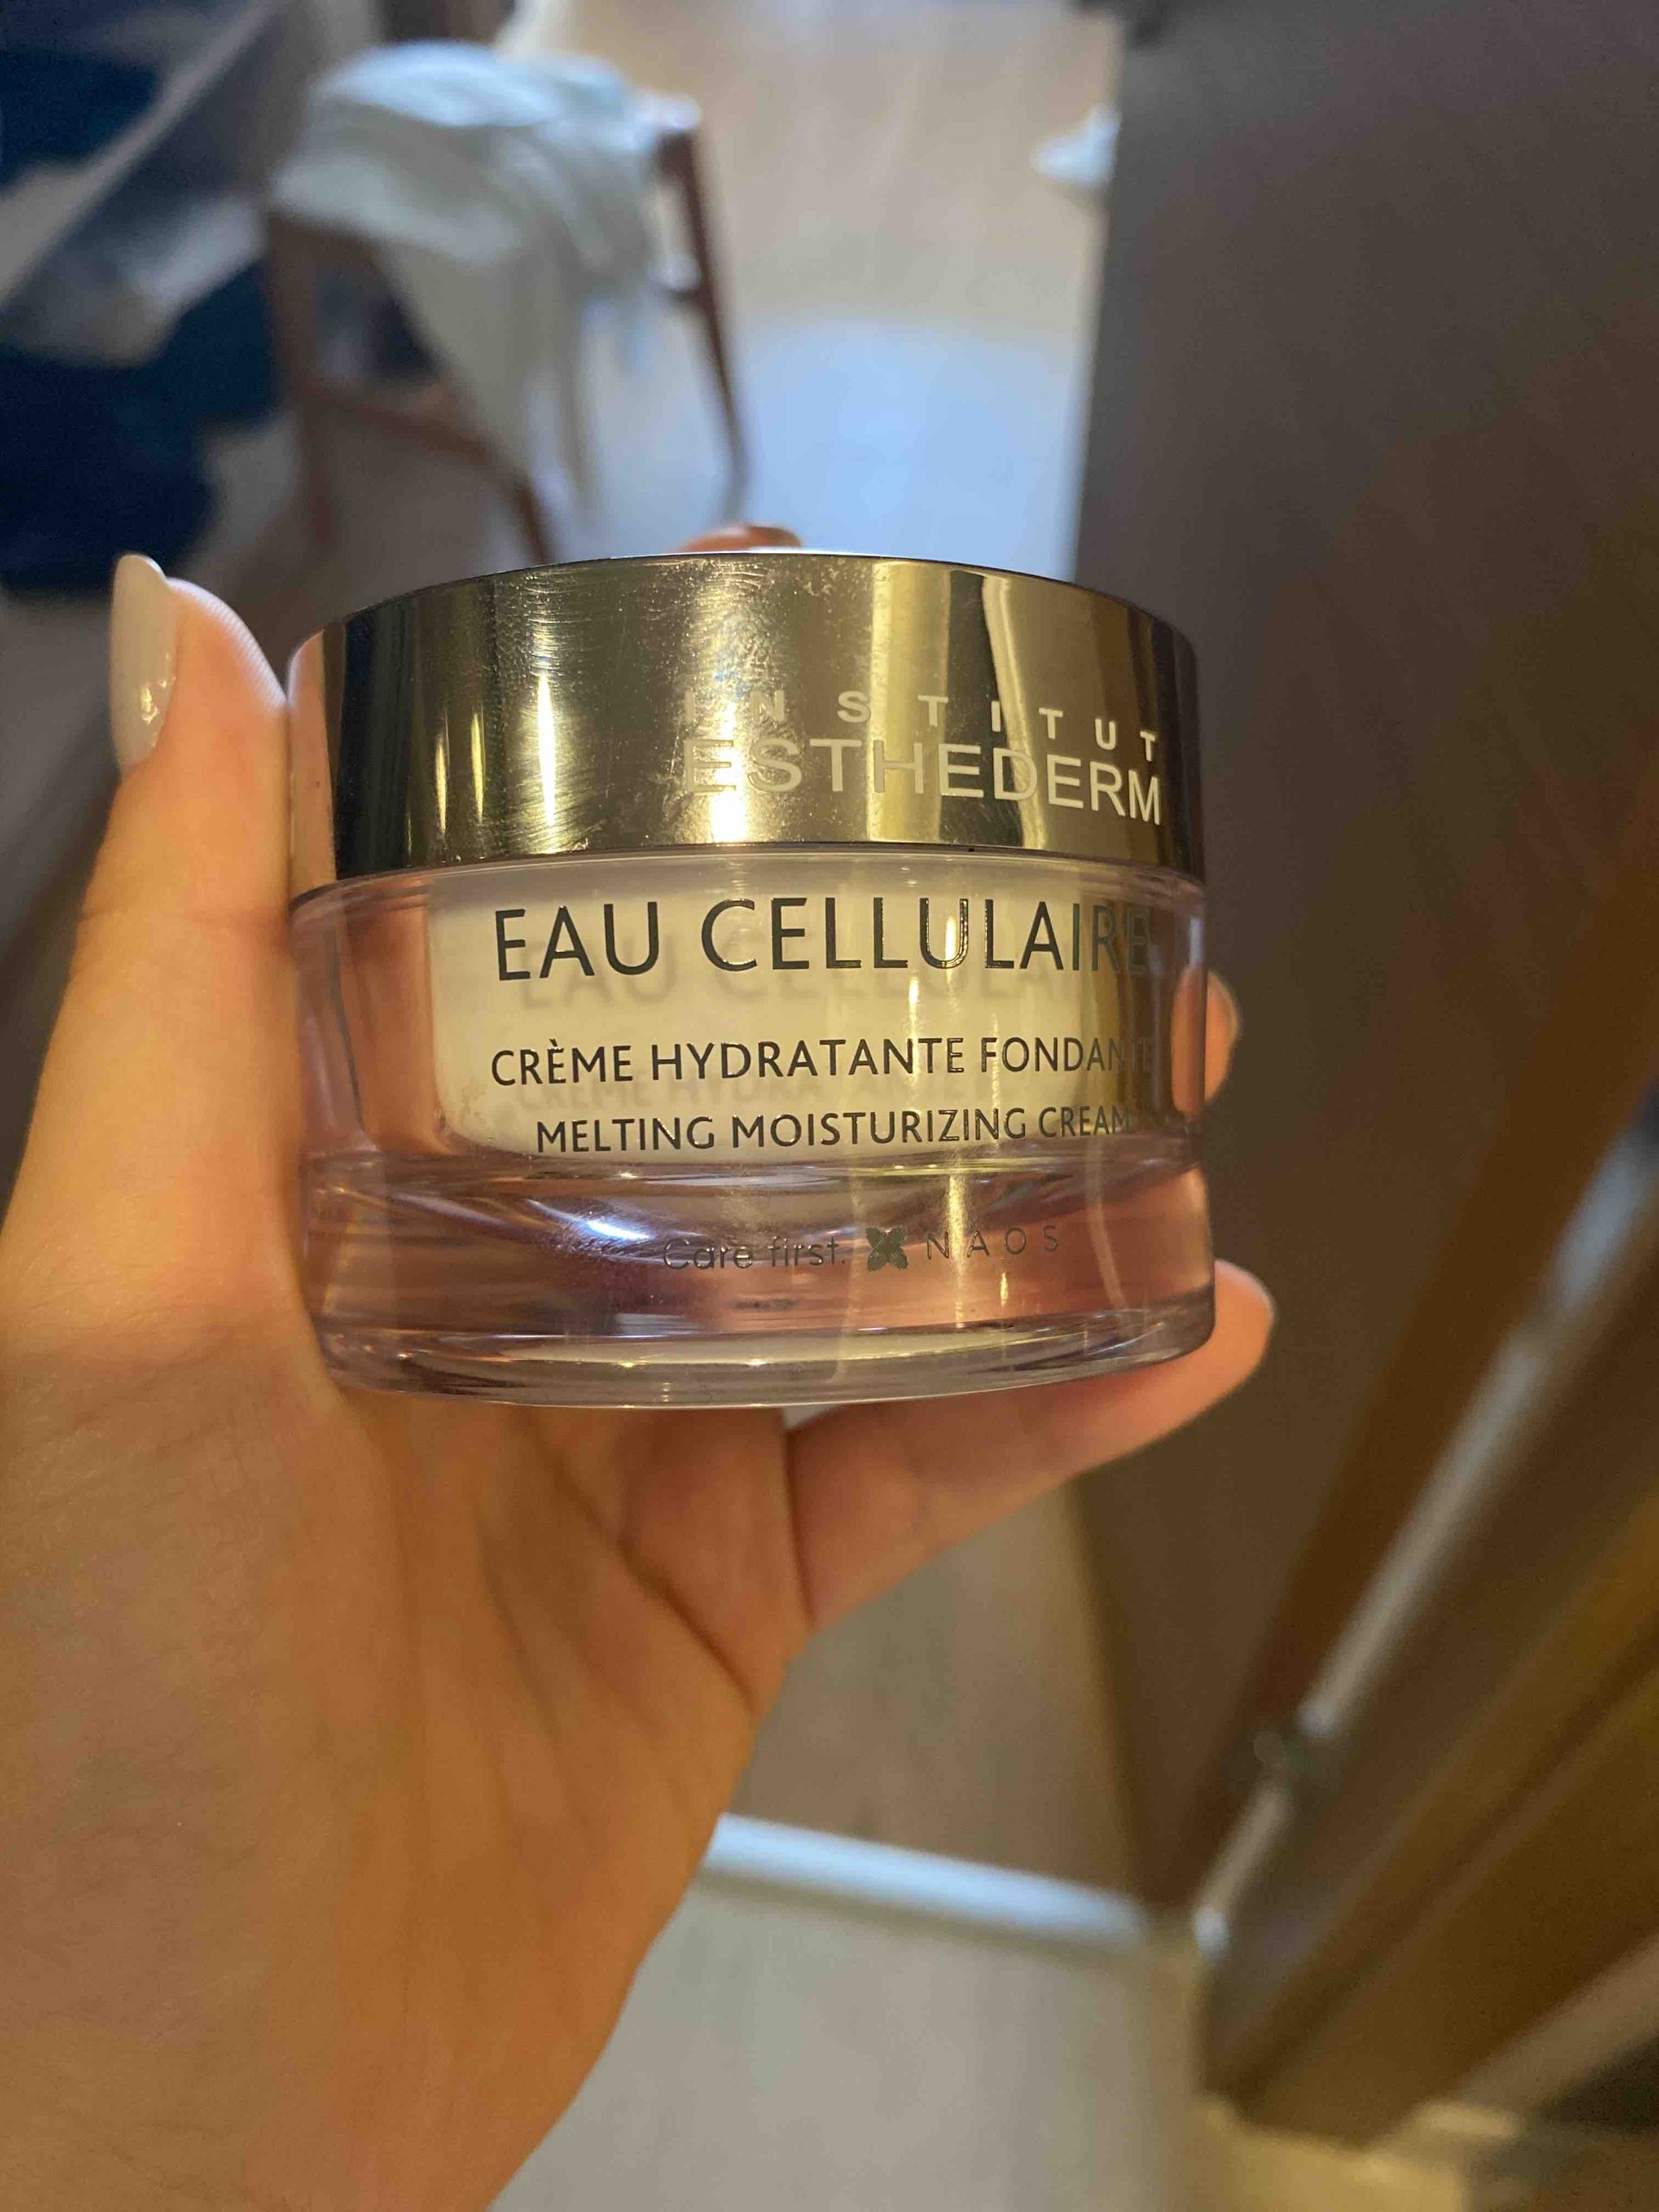 INSTITUT
ESTHEDERM
EAU CELLULAIRE
CRÈME HYDRATANTE FONDANTE
MELTING MOISTURIZING CREAM
Care first. NAOS